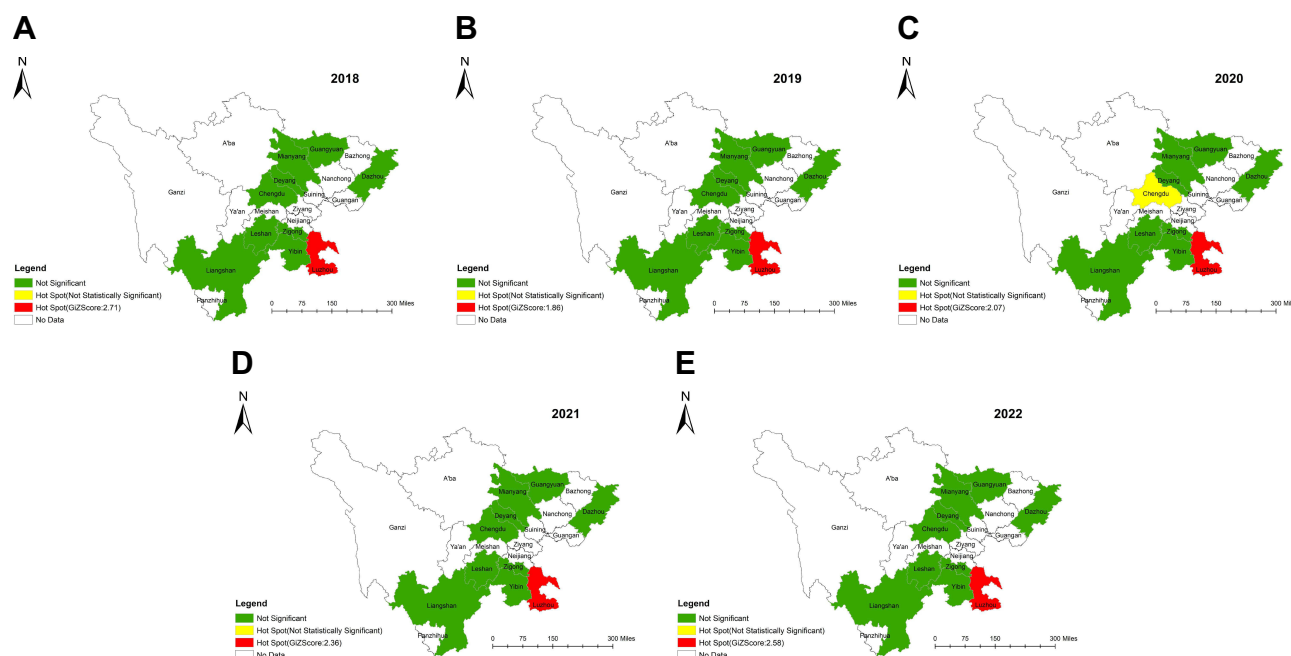 A
N
2018
A'ba
Guangyuan
Mianyang
Bazhong
Deyang
Nanchong
Dazhou
Ganzi
Chengdu
Suining
Guangan
Ya'an
Meishan
Ziyang
Neijiang
Leshan
Zigong
Yibin
Liangshan
Luzhou
Panzhihua
Legend
Not Significant
Hot Spot(Not Statistically Significant)
Hot Spot(GiZScore:2.71)
No Data
0 75 150 300 Miles
B
N
2019
A'ba
Guangyuan
Mianyang
Bazhong
Deyang
Nanchong
Dazhou
Ganzi
Chengdu
Suining
Guangan
Ya'an
Meishan
Ziyang
Neijiang
Leshan
Zigong
Yibin
Liangshan
Luzhou
Panzhihua
Legend
Not Significant
Hot Spot(Not Statistically Significant)
Hot Spot(GiZScore:1.86)
No Data
0 75 150 300 Miles
C
N
2020
A'ba
Guangyuan
Mianyang
Bazhong
Deyang
Nanchong
Dazhou
Ganzi
Chengdu
Suining
Guangan
Ya'an
Meishan
Ziyang
Neijiang
Leshan
Zigong
Yibin
Liangshan
Luzhou
Panzhihua
Legend
Not Significant
Hot Spot(Not Statistically Significant)
Hot Spot(GiZScore:2.07)
No Data
0 75 150 300
D
N
2021
A'ba
Guangyuan
Mianyang
Bazhong
Deyang
Nanchong
Dazhou
Ganzi
Chengdu
Suining
Guangan
Ya'an
Meishan
Ziyang
Neijiang
Leshan
Zigong
Yibin
Liangshan
Luzhou
Panzhihua
Legend
Not Significant
Hot Spot(Not Statistically Significant)
Hot Spot(GiZScore:2.36)
No Data
0 75 150 300 Miles
E
N
2022
A'ba
Guangyuan
Mianyang
Bazhong
Deyang
Nanchong
Dazhou
Ganzi
Chengdu
Suining
Guangan
Ya'an
Meishan
Ziyang
Neijiang
Leshan
Zigong
Yibin
Liangshan
Luzhou
Panzhihua
Legend
Not Significant
Hot Spot(Not Statistically Significant)
Hot Spot(GiZScore:2.58)
No Data
0 75 150 300 Miles